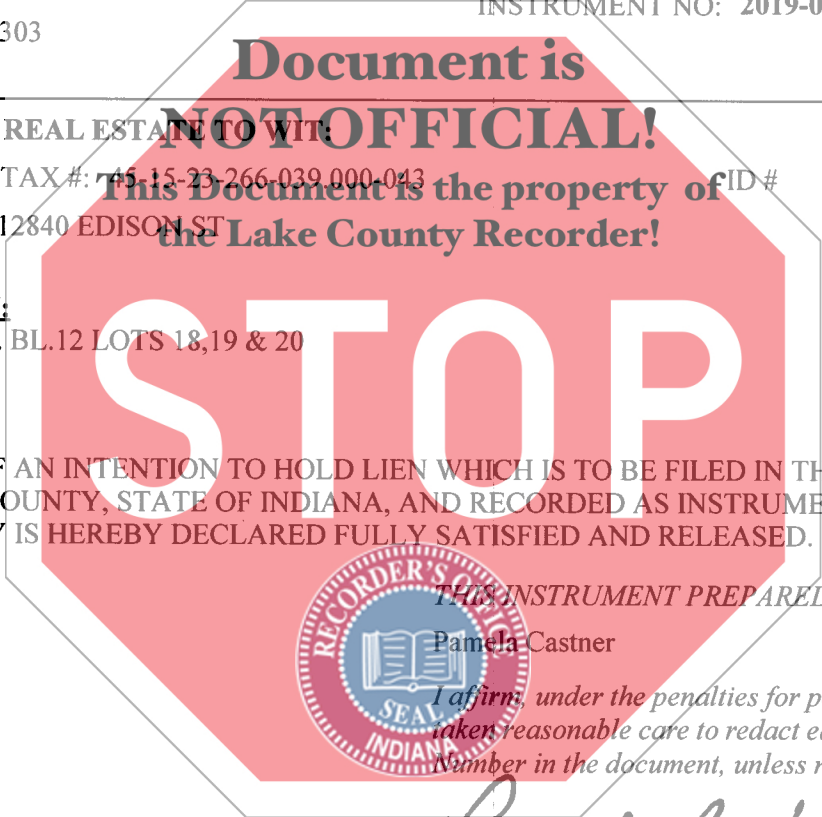 INSTRUMENT NO: 2019-0
303
Document is
NOT OFFICIAL!
REAL ESTATE TO WIT:
TAX #: 45-15-23-266-039.000-043 ID #
This Document is the property of
12840 EDISON ST
the Lake County Recorder!
BL.12 LOTS 18,19 & 20
STOP
AN INTENTION TO HOLD LIEN WHICH IS TO BE FILED IN TH
OUNTY, STATE OF INDIANA, AND RECORDED AS INSTRUME
Y IS HEREBY DECLARED FULLY SATISFIED AND RELEASED.
RECORDER'S OFFIC
SEAL
INDIANA
THIS INSTRUMENT PREPARED
Pamela Castner
I affirm, under the penalties for p
taken reasonable care to redact ea
Number in the document, unless r